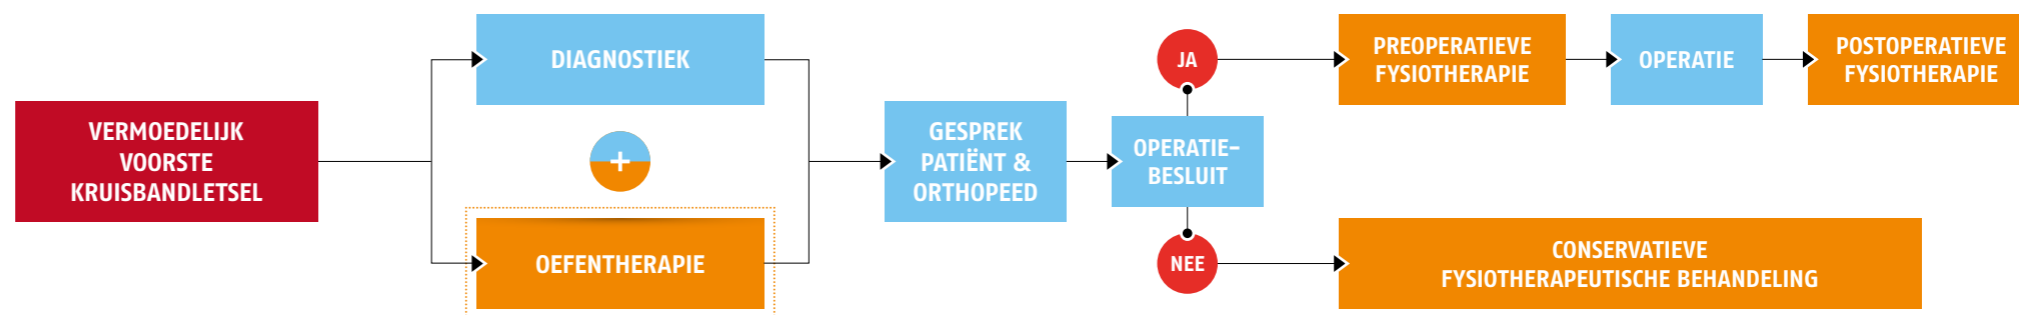 VERMOEDELIJK
VOORSTE
KRUISBANDLETSEL
DIAGNOSTIEK
+
OEFENTHERAPIE
GESPREK
PATIËNT &
ORTHOPEED
OPERATIE-
BESLUIT
JA
PREOPERATIEVE
FYSIOTHERAPIE
OPERATIE
POSTOPERATIEVE
FYSIOTHERAPIE
NEE
CONSERVATIEVE
FYSIOTHERAPEUTISCHE BEHANDELING